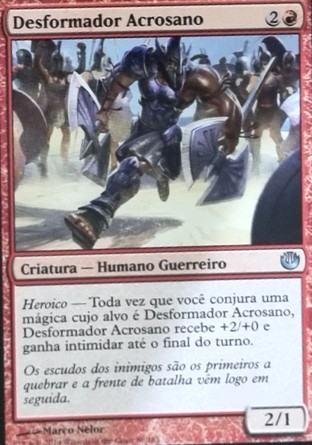 Desformador Acrosano 2
Criatura — Humano Guerreiro
Heroico — Toda vez que você conjura uma
mágica cujo alvo é Desformador Acrosano,
Desformador Acrosano recebe +2/+0 e
ganha intimidar até o final do turno.
Os escudos dos inimigos são os primeiros a
quebrar e a frente de batalha vêm logo em
seguida.
Marco Nelor
2/1